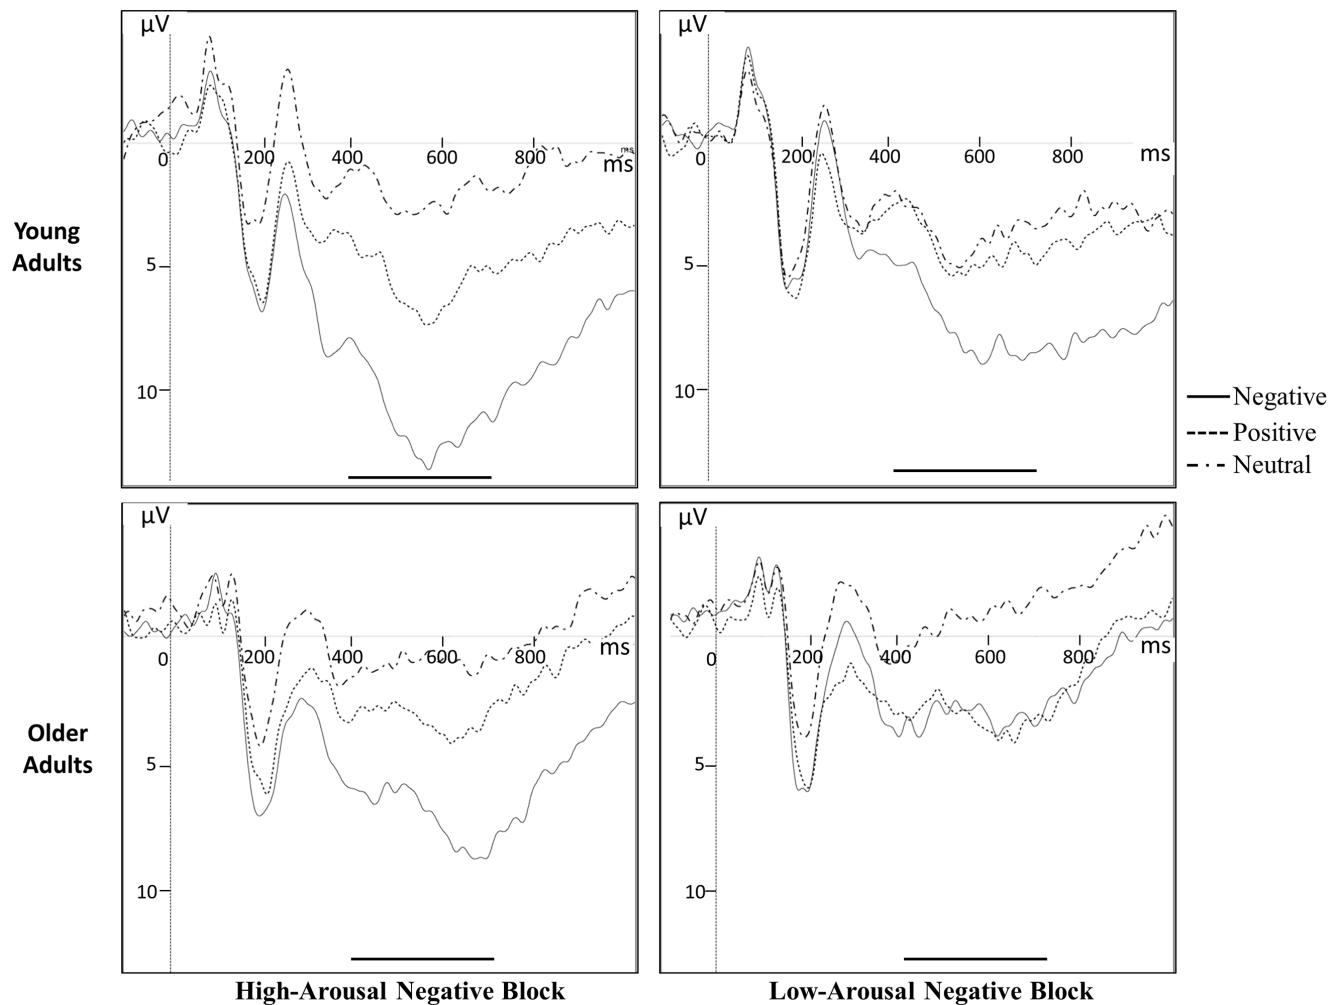 μV
μV
0 200 400 600 800 ms
ms
0 200 400 600 800 ms
Young
Adults
5
5
10
10
Negative
Positive
Neutral
μV
μV
0 200 400 600 800 ms
0 200 400 600 800 ms
Older
Adults
5
5
10
10
High-Arousal Negative Block
Low-Arousal Negative Block